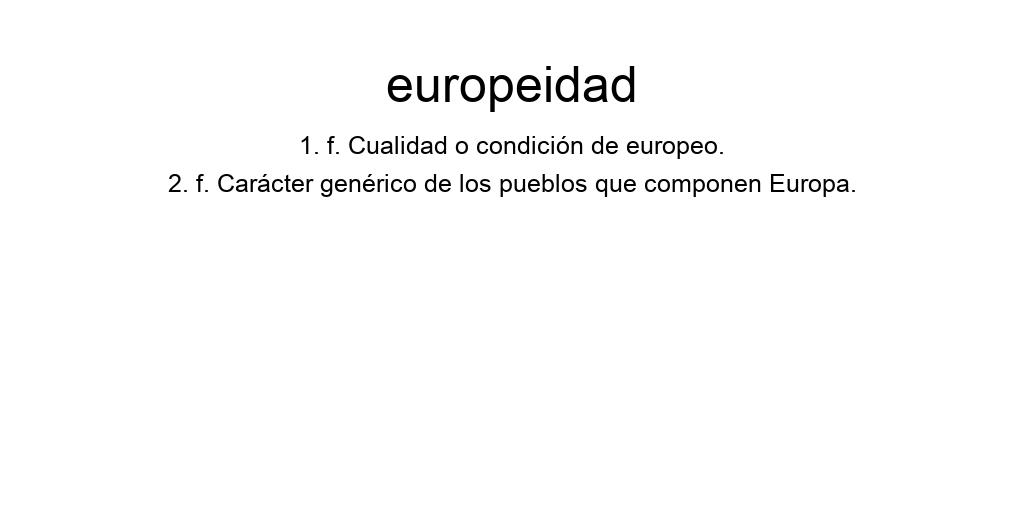 europeidad
1. f. Cualidad o condición de europeo.
2. f. Carácter genérico de los pueblos que componen Europa.